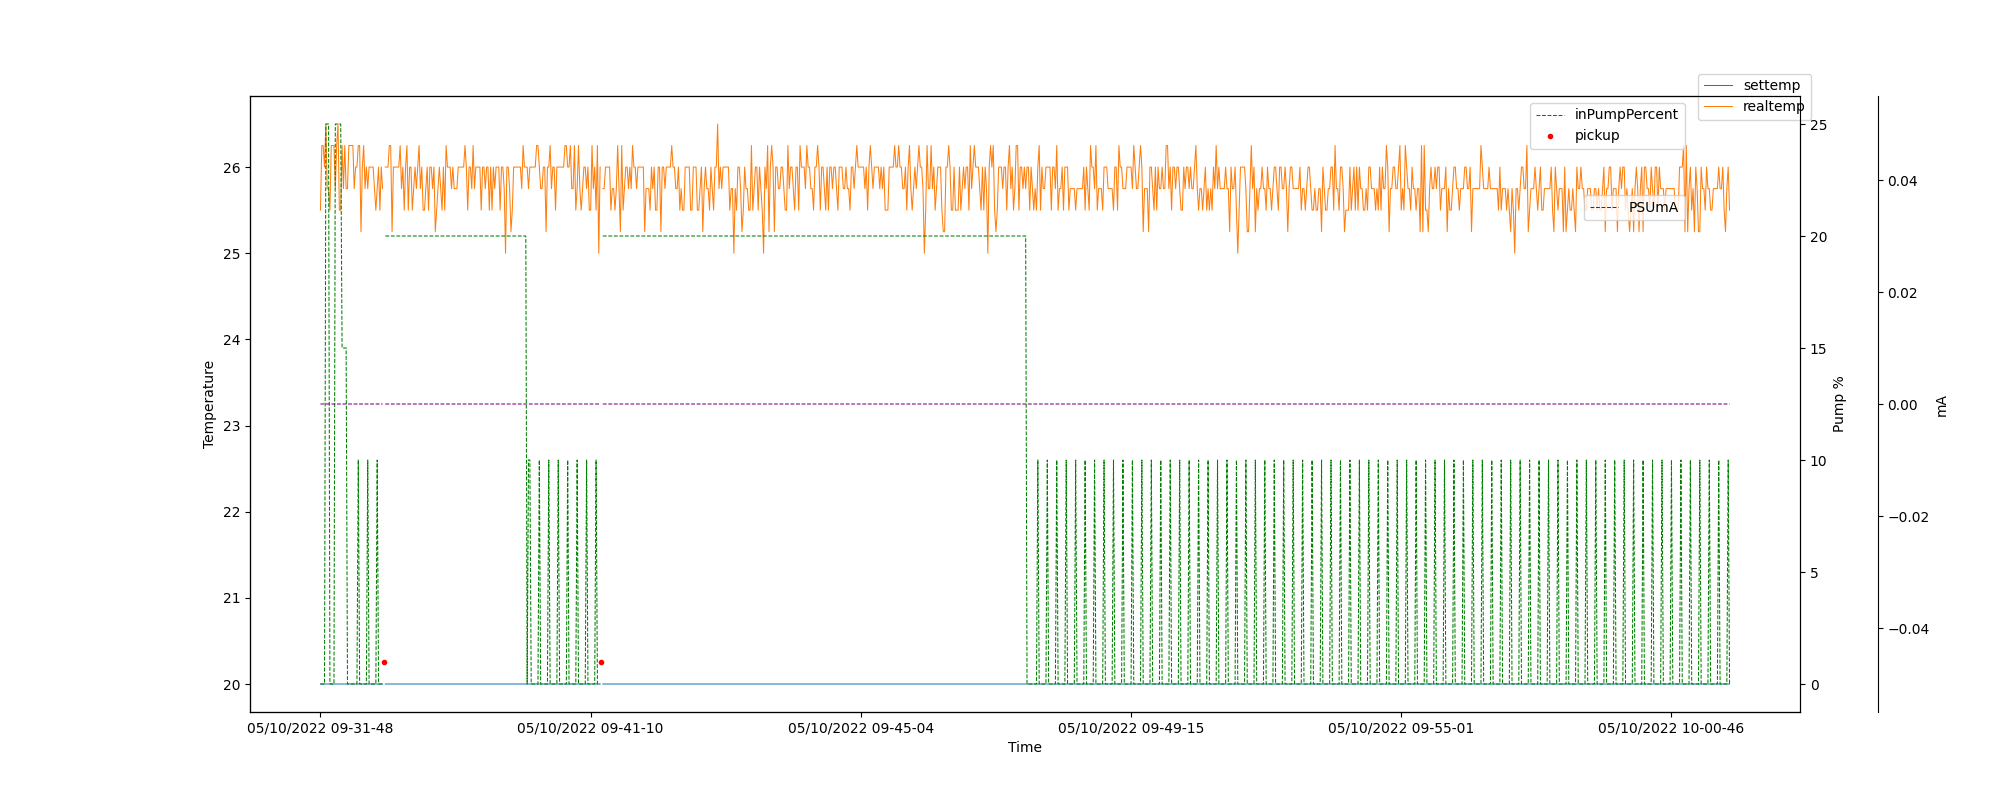 settemp
realtemp
inPumpPercent
pickup
PSUmA
26
25
24
23
22
21
20
Temperature
25
20
15
10
5
0
Pump %
0.04
0.02
0.00
−0.02
−0.04
mA
05/10/2022 09-31-48
05/10/2022 09-41-10
05/10/2022 09-45-04
05/10/2022 09-49-15
05/10/2022 09-55-01
05/10/2022 10-00-46
Time